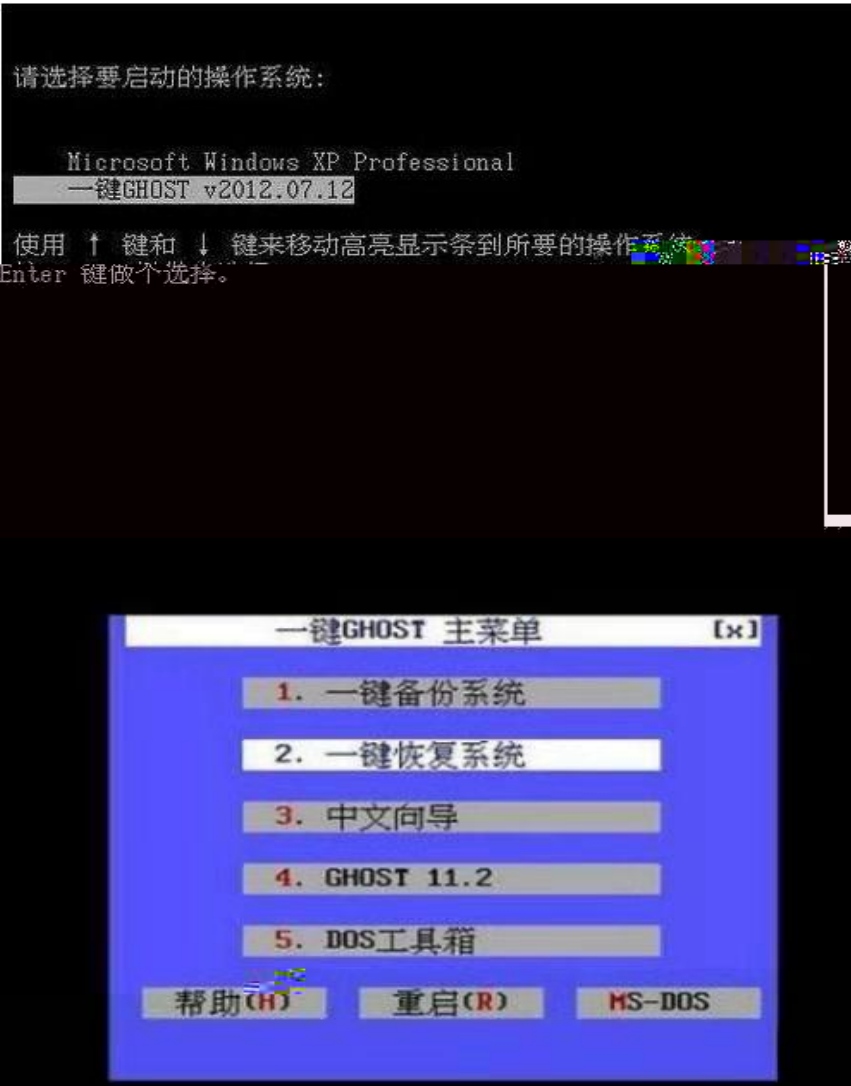 请选择要启动的操作系统:
Microsoft Windows XP Professional
一键GHOST v2012.07.12
使用 ↑ 键和 ↓ 键来移动高亮显示条到所要的操作系统
Enter 键做个选择。
一键GHOST 主菜单 [×]
1. 一键备份系统
2. 一键恢复系统
3. 中文向导
4. GHOST 11.2
5. DOS工具箱
帮助(H) 重启(R) MS-DOS